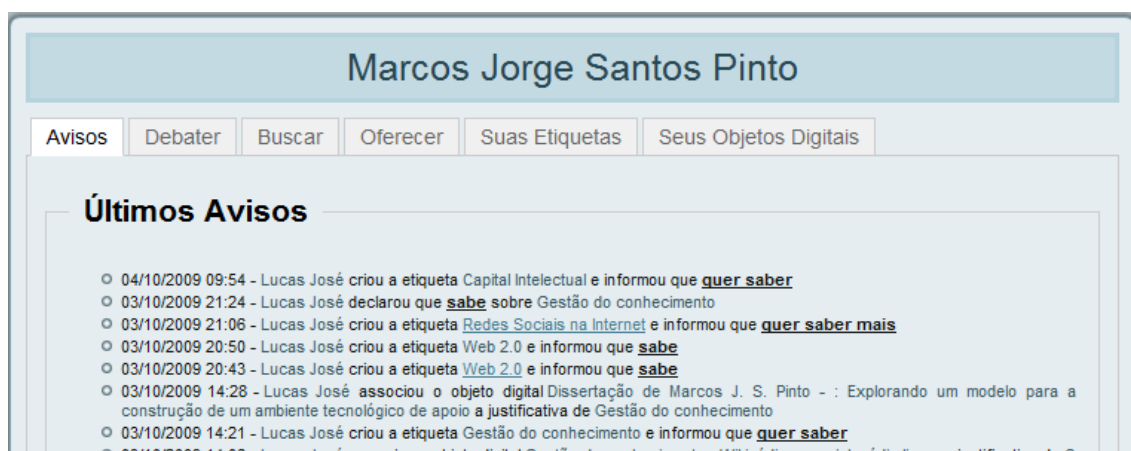 Marcos Jorge Santos Pinto
Avisos Debater Buscar Oferecer Suas Etiquetas Seus Objetos Digitais
Últimos Avisos
04/10/2009 09:54 - Lucas José criou a etiqueta Capital Intelectual e informou que quer saber
03/10/2009 21:24 - Lucas José declarou que sabe sobre Gestão do conhecimento
03/10/2009 21:06 - Lucas José criou a etiqueta Redes Sociais na Internet e informou que quer saber mais
03/10/2009 20:50 - Lucas José criou a etiqueta Web 2.0 e informou que sabe
03/10/2009 20:43 - Lucas José criou a etiqueta Web 2.0 e informou que sabe
03/10/2009 14:28 - Lucas José associou o objeto digital Dissertação de Marcos J. S. Pinto - : Explorando um modelo para a
construção de um ambiente tecnológico de apoio a justificativa de Gestão do conhecimento
03/10/2009 14:21 - Lucas José criou a etiqueta Gestão do conhecimento e informou que quer saber